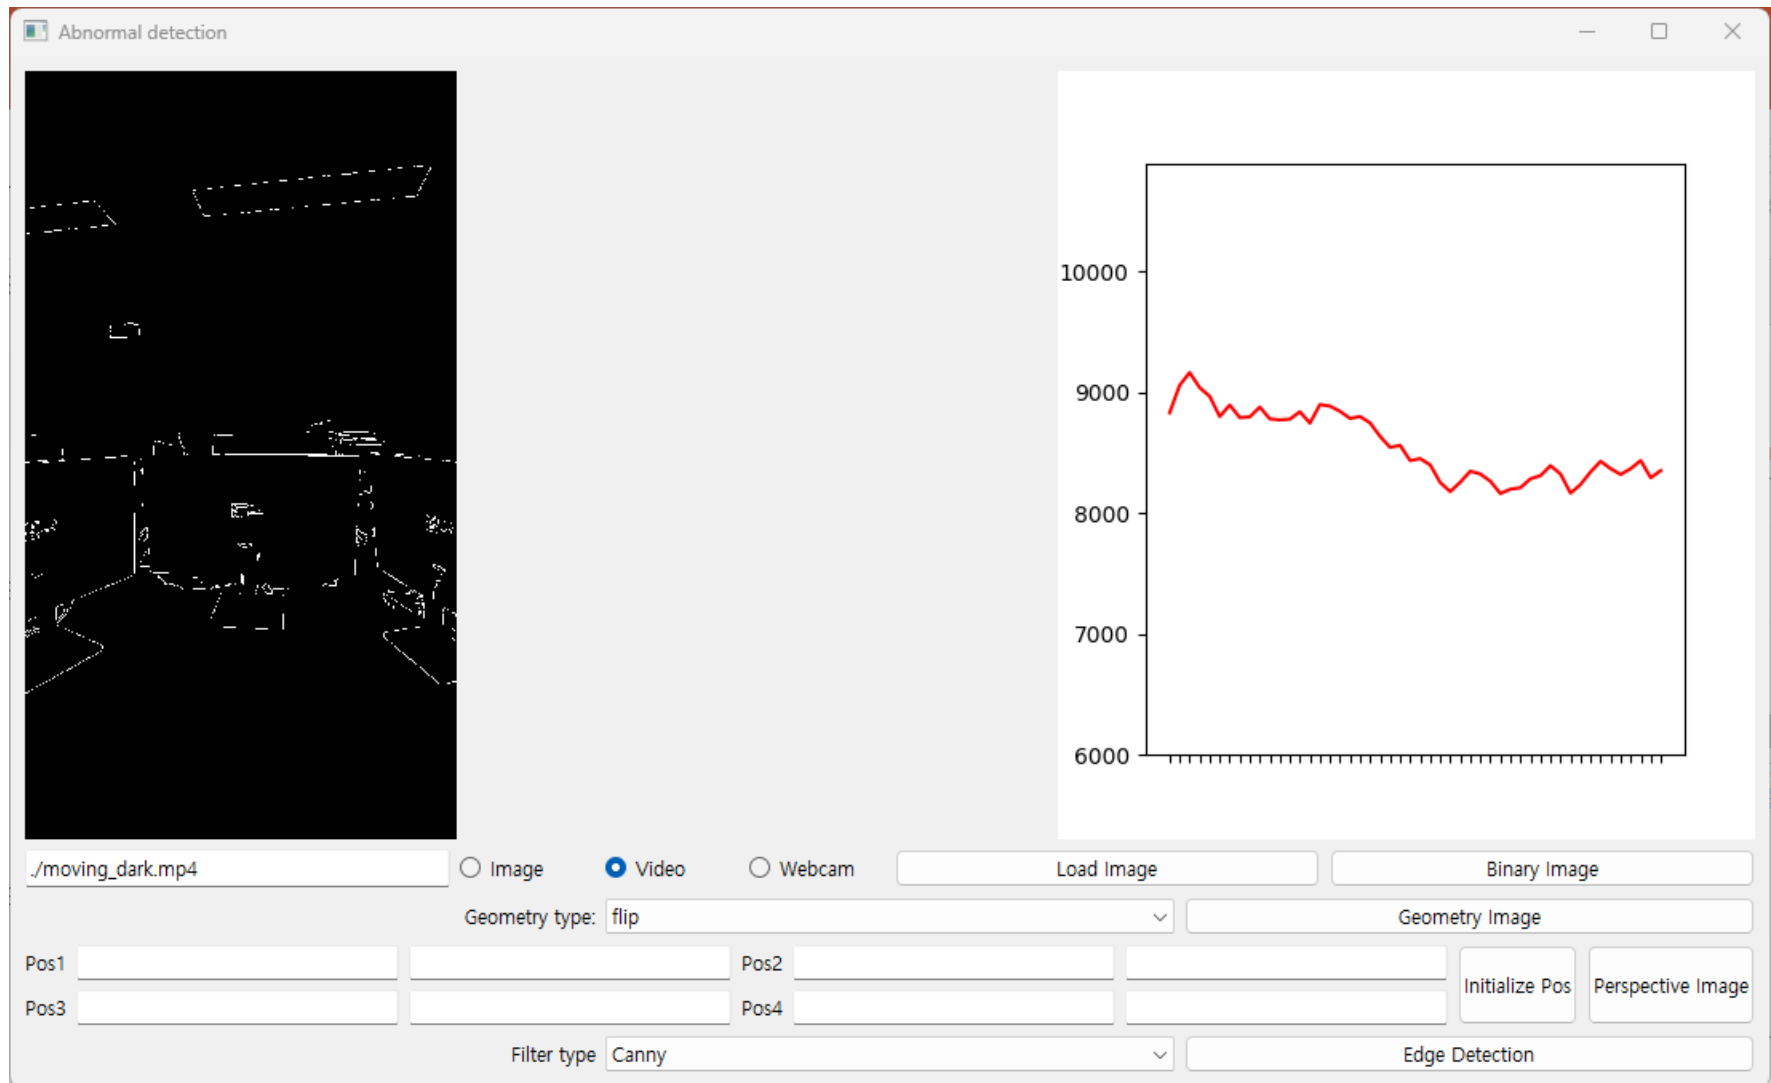 Abnormal detection
10000
9000
8000
7000
6000
./moving_dark.mp4 Image Video Webcam Load Image Binary Image
Geometry type: flip Geometry Image
Pos1 Pos2
Initialize Pos Perspective Image
Pos3 Pos4
Filter type Canny Edge Detection